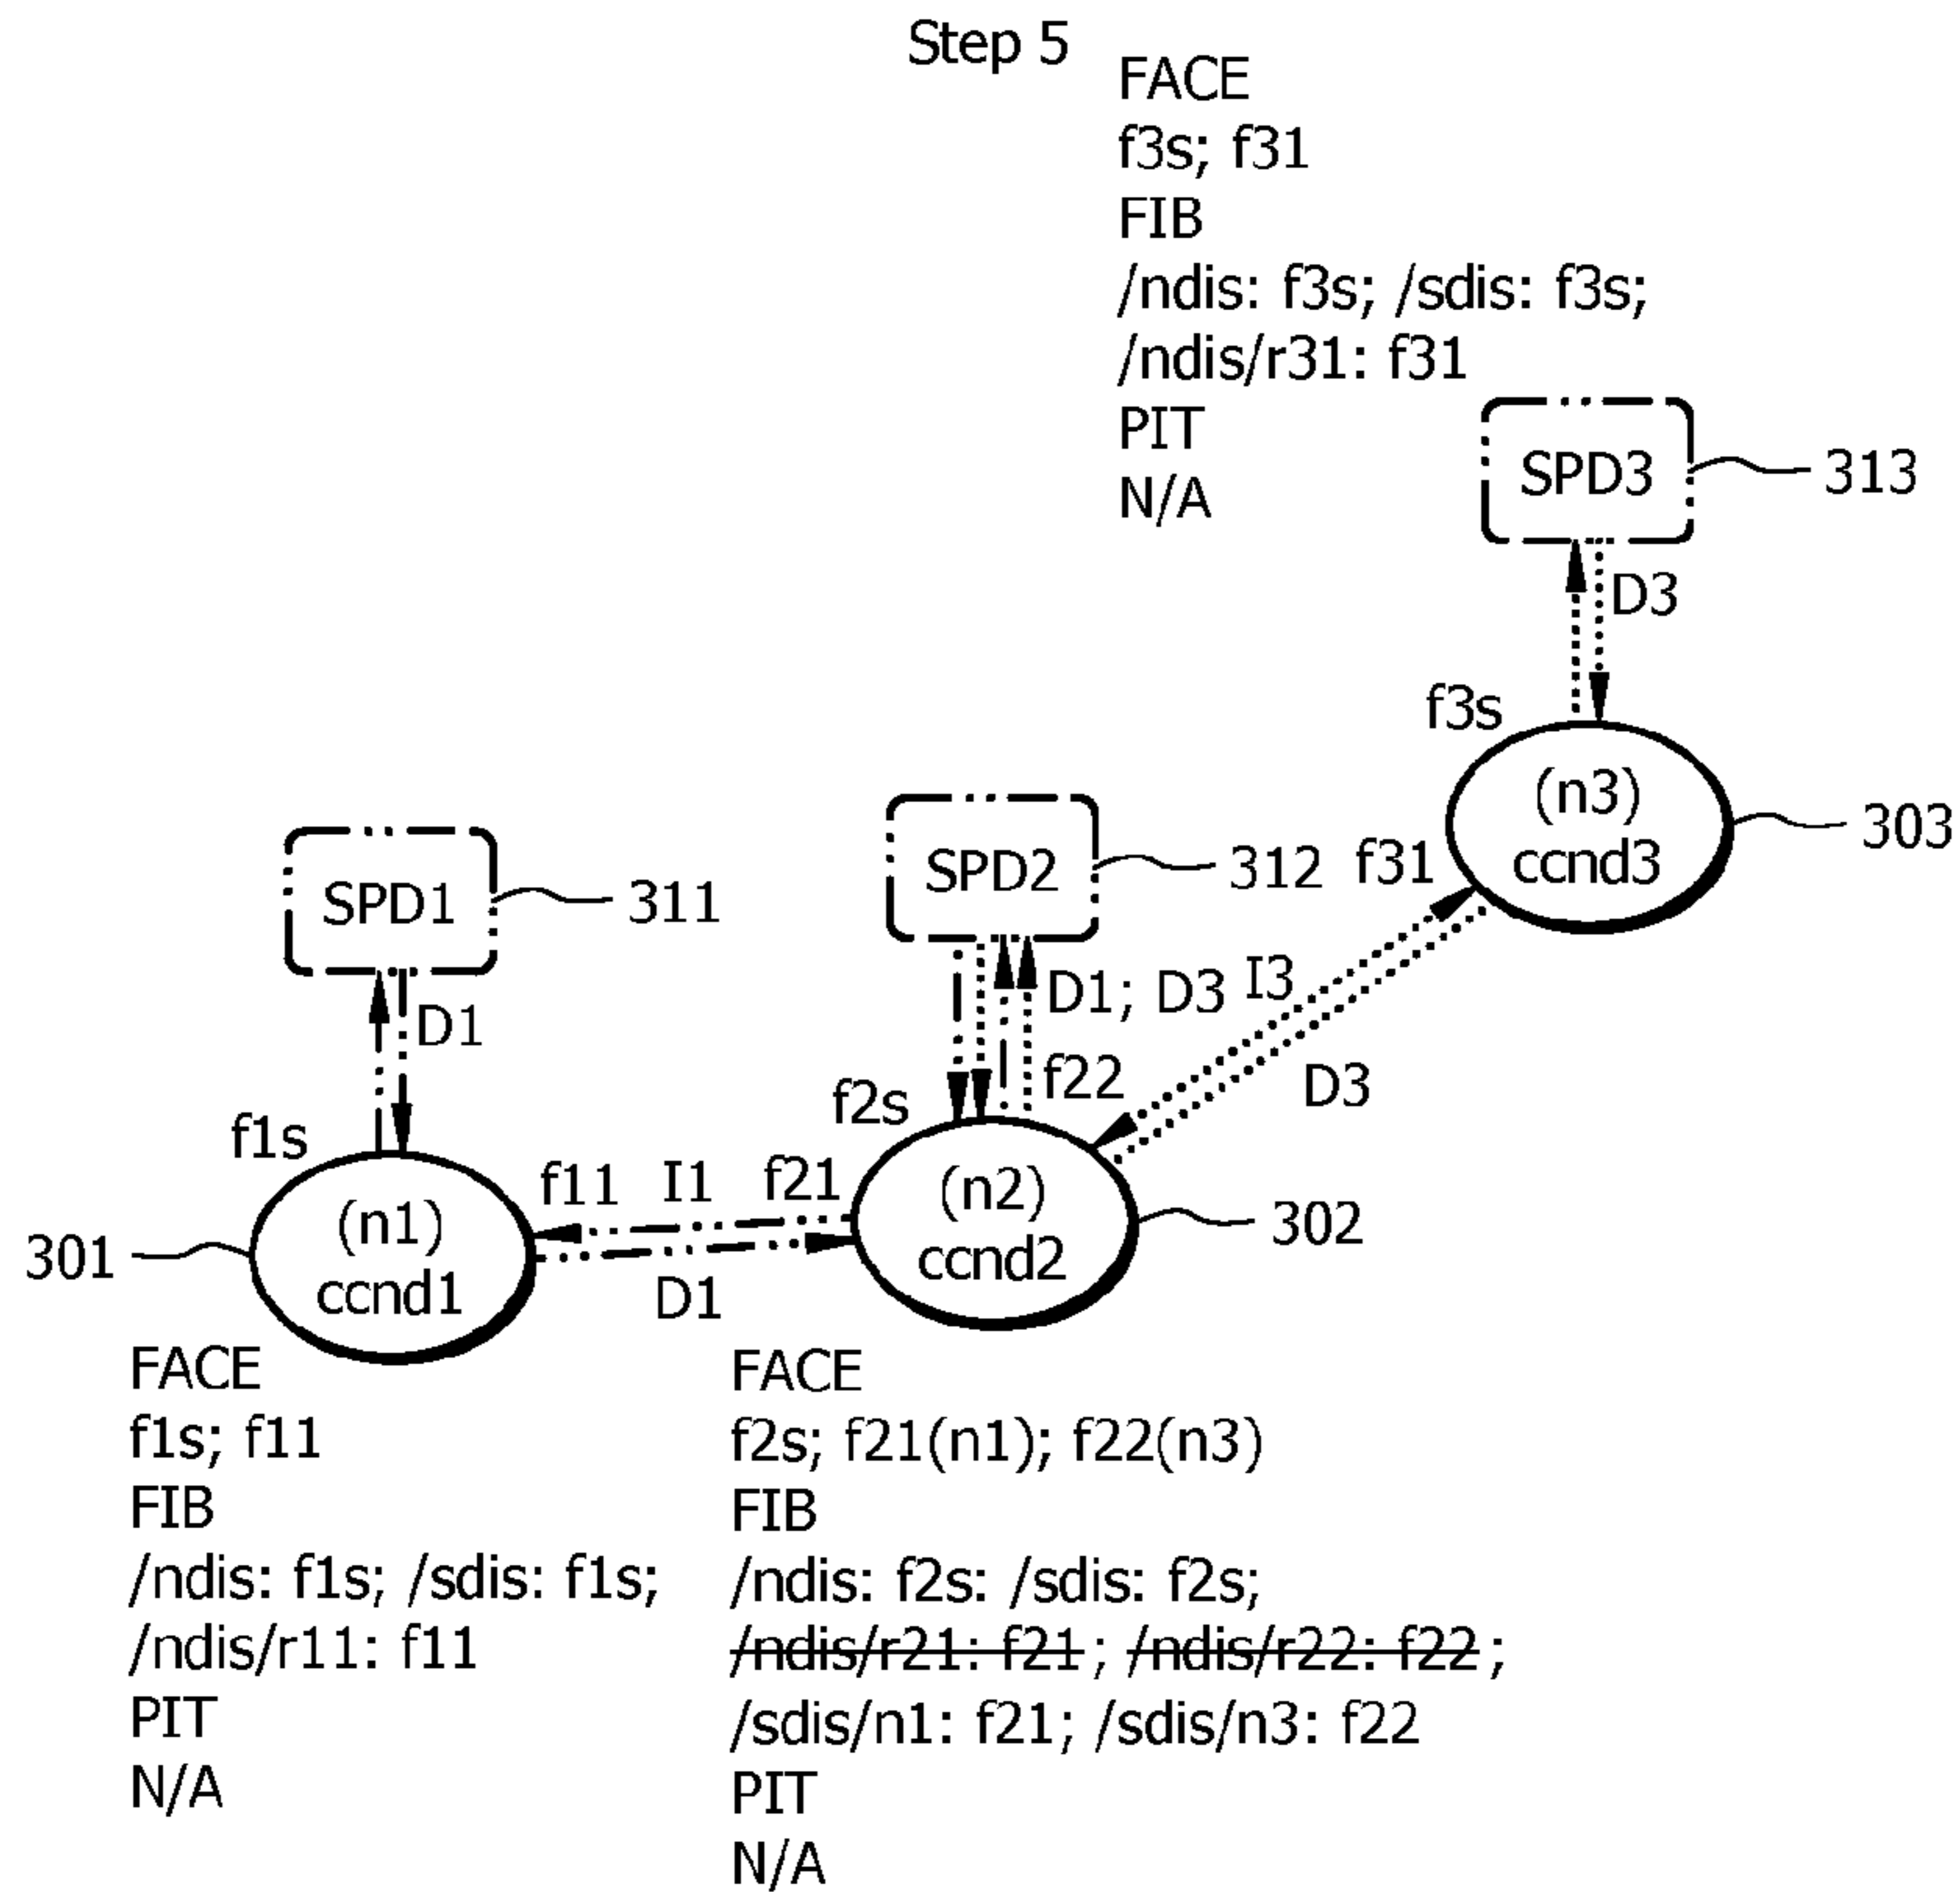 Step 5
FACE
f3s; f31
FIB
/ndis: f3s; /sdis: f3s;
/ndis/r31: f31
PIT
N/A
SPD3
313
D3
f3s
(n3)
ccnd3
303
SPD1
311
D1
f1s
(n1)
ccnd1
301
SPD2
312
D1; D3
f22
f2s
f31
I3
D3
f11
I1
f21
D1
(n2)
ccnd2
302
FACE
f1s; f11
FIB
/ndis: f1s; /sdis: f1s;
/ndis/r11: f11
PIT
N/A
FACE
f2s; f21(n1); f22(n3)
FIB
/ndis: f2s: /sdis: f2s;
/ndis/r21: f21; /ndis/r22: f22;
/sdis/n1: f21; /sdis/n3: f22
PIT
N/A